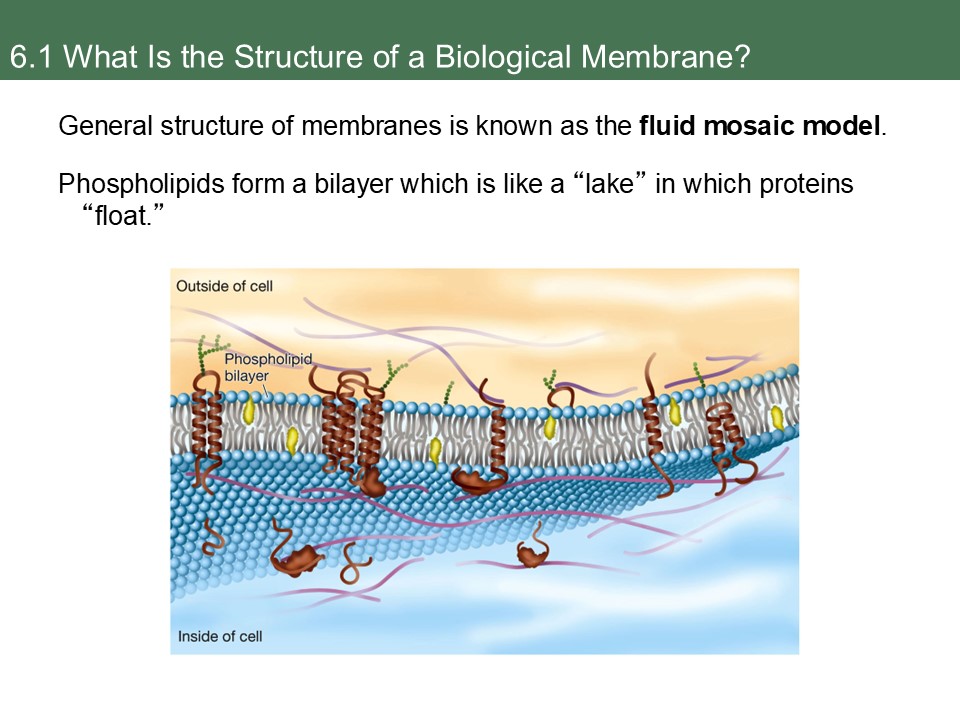 6.1 What Is the Structure of a Biological Membrane?
General structure of membranes is known as the fluid mosaic model.
Phospholipids form a bilayer which is like a “lake” in which proteins
“float.”
Outside of cell
Phospholipid
bilayer
Inside of cell